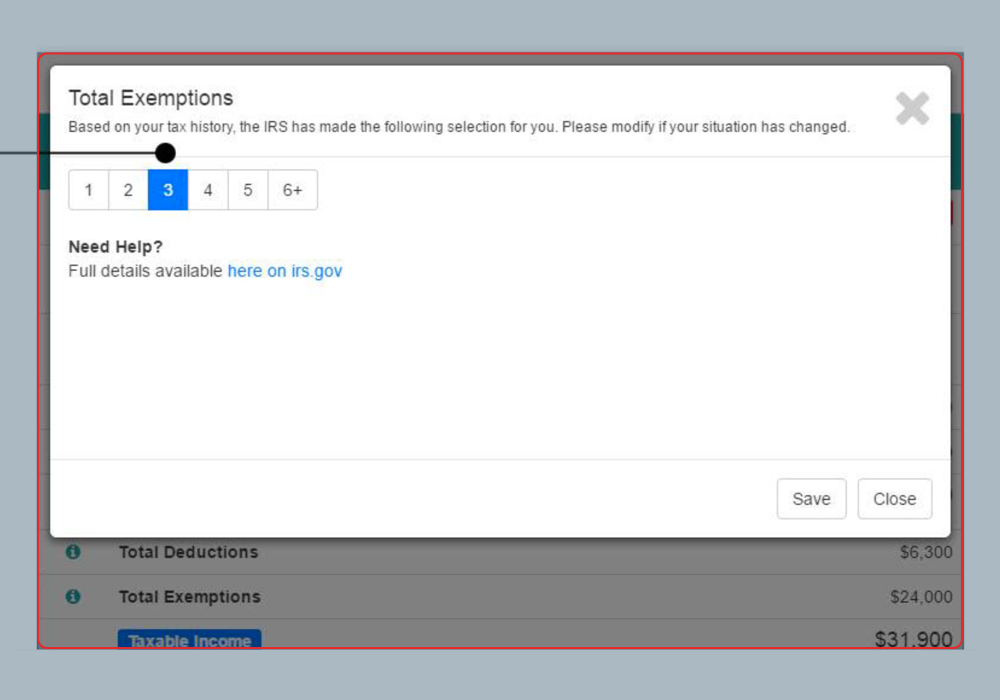 Total Exemptions
Based on your tax history, the IRS has made the following selection for you. Please modify if your situation has changed.
1 2 3 4 5 6+
Need Help?
Full details available here on irs.gov
Save Close
Total Deductions $6,300
Total Exemptions $24,000
Taxable Income $31,900